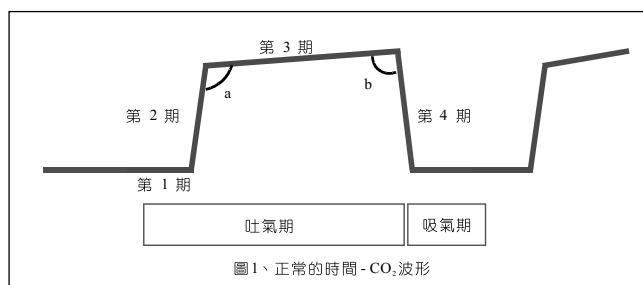 第 3 期
a
b
第 2 期
第 4 期
第 1 期
吐氣期
吸氣期
圖1、正常的時間-CO₂波形